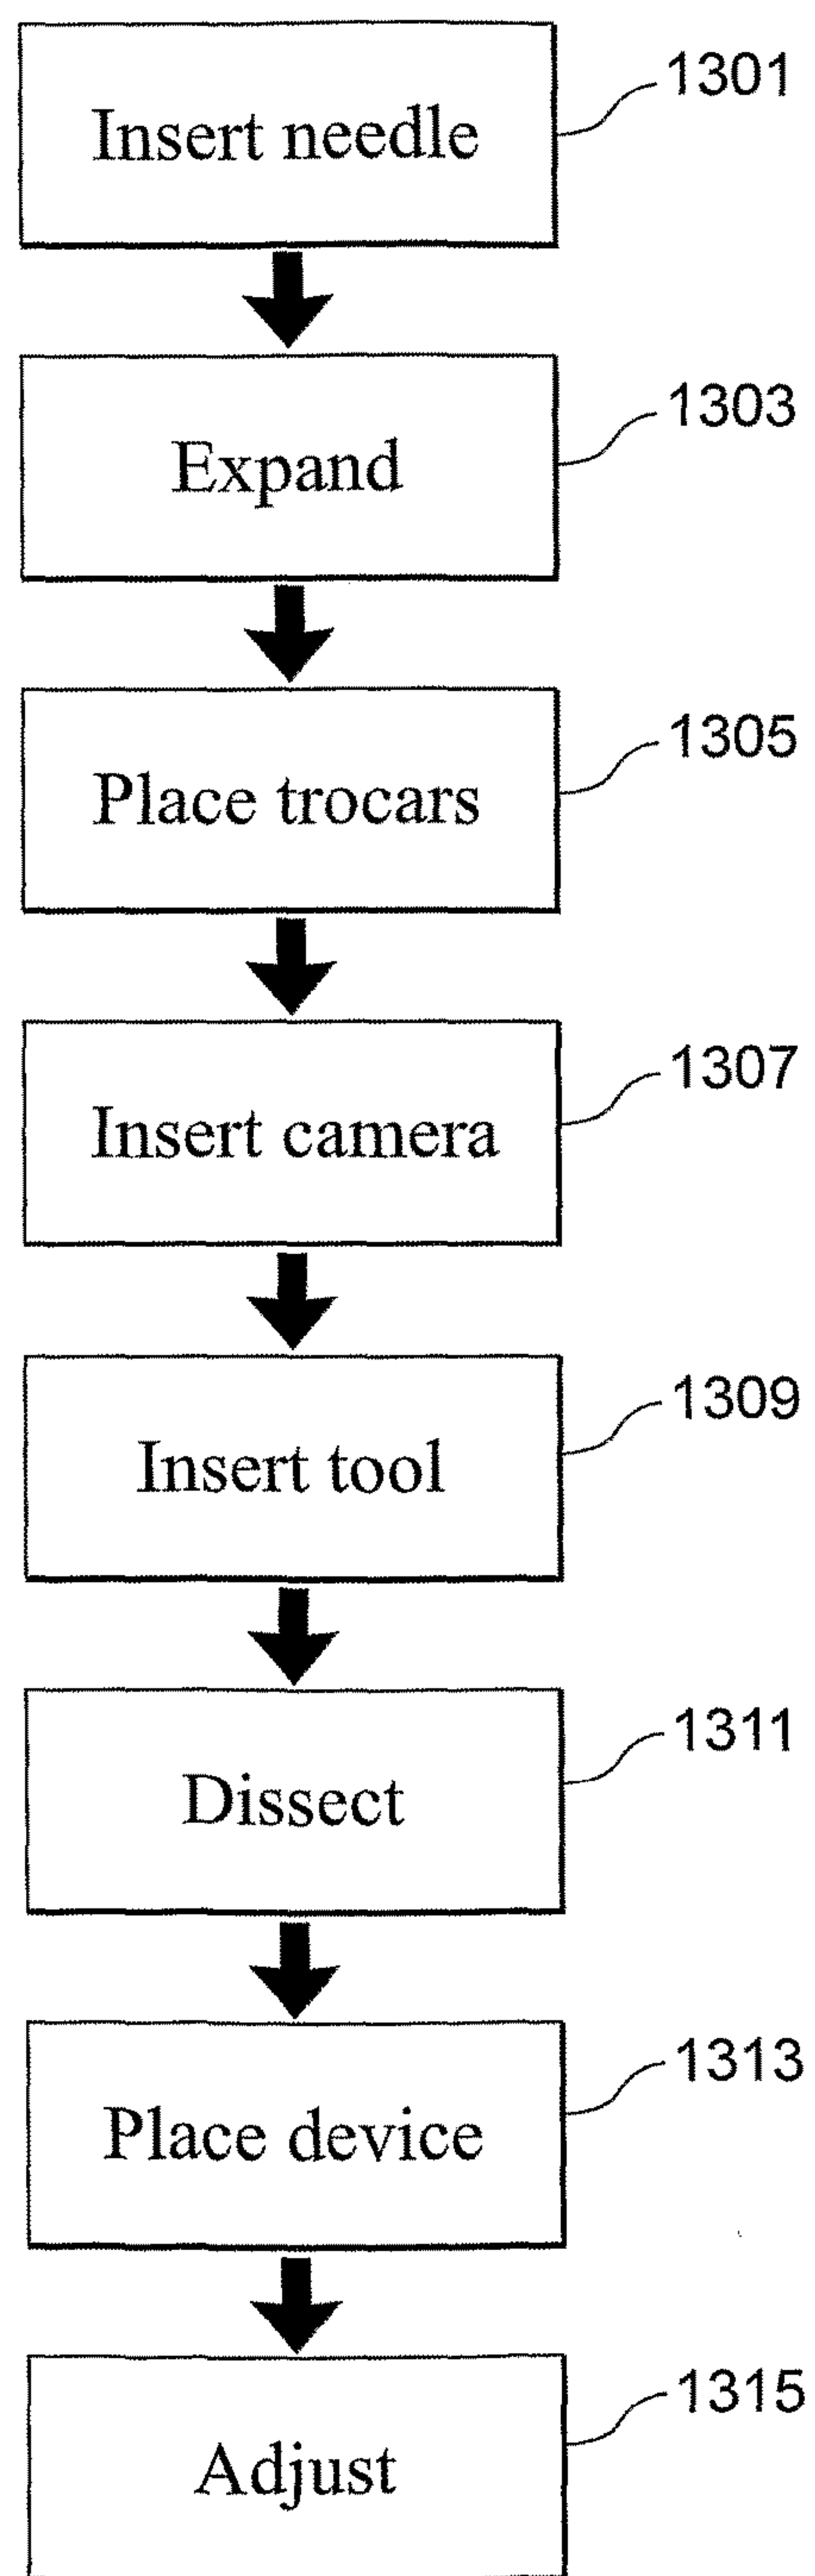 Insert needle
1301
Expand
1303
Place trocars
1305
Insert camera
1307
Insert tool
1309
Dissect
1311
Place device
1313
Adjust
1315